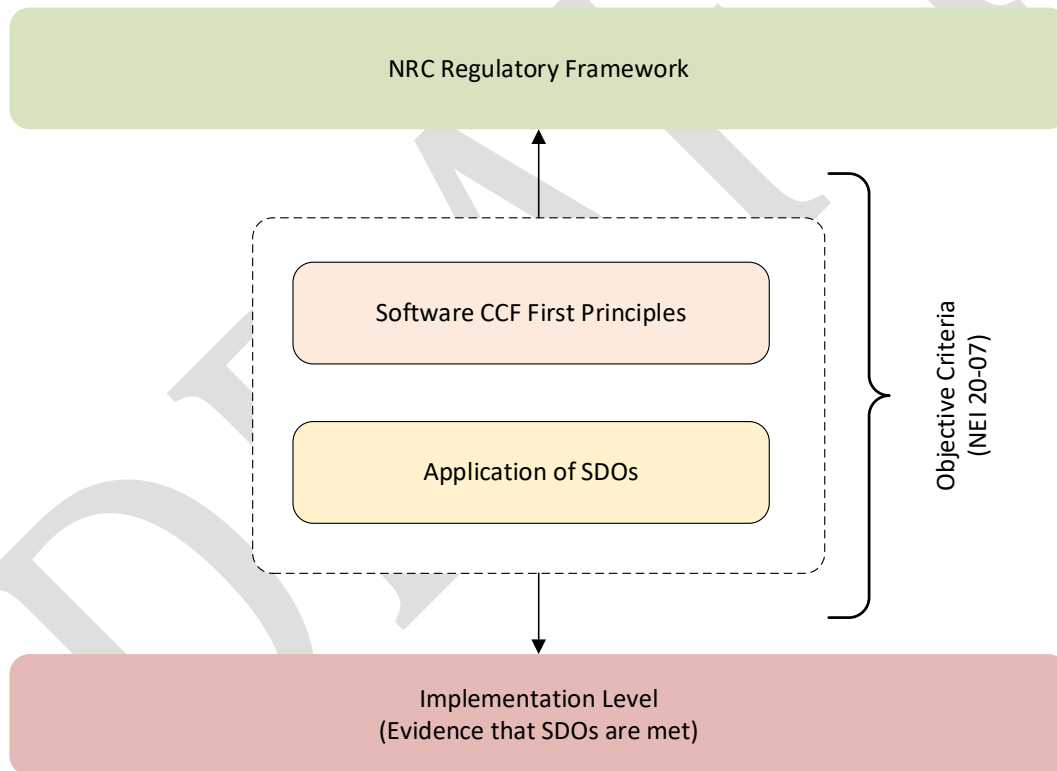 NRC Regulatory Framework
Software CCF First Principles
Application of SDOs
Objective Criteria
(NEI 20-07)
Implementation Level
(Evidence that SDOs are met)